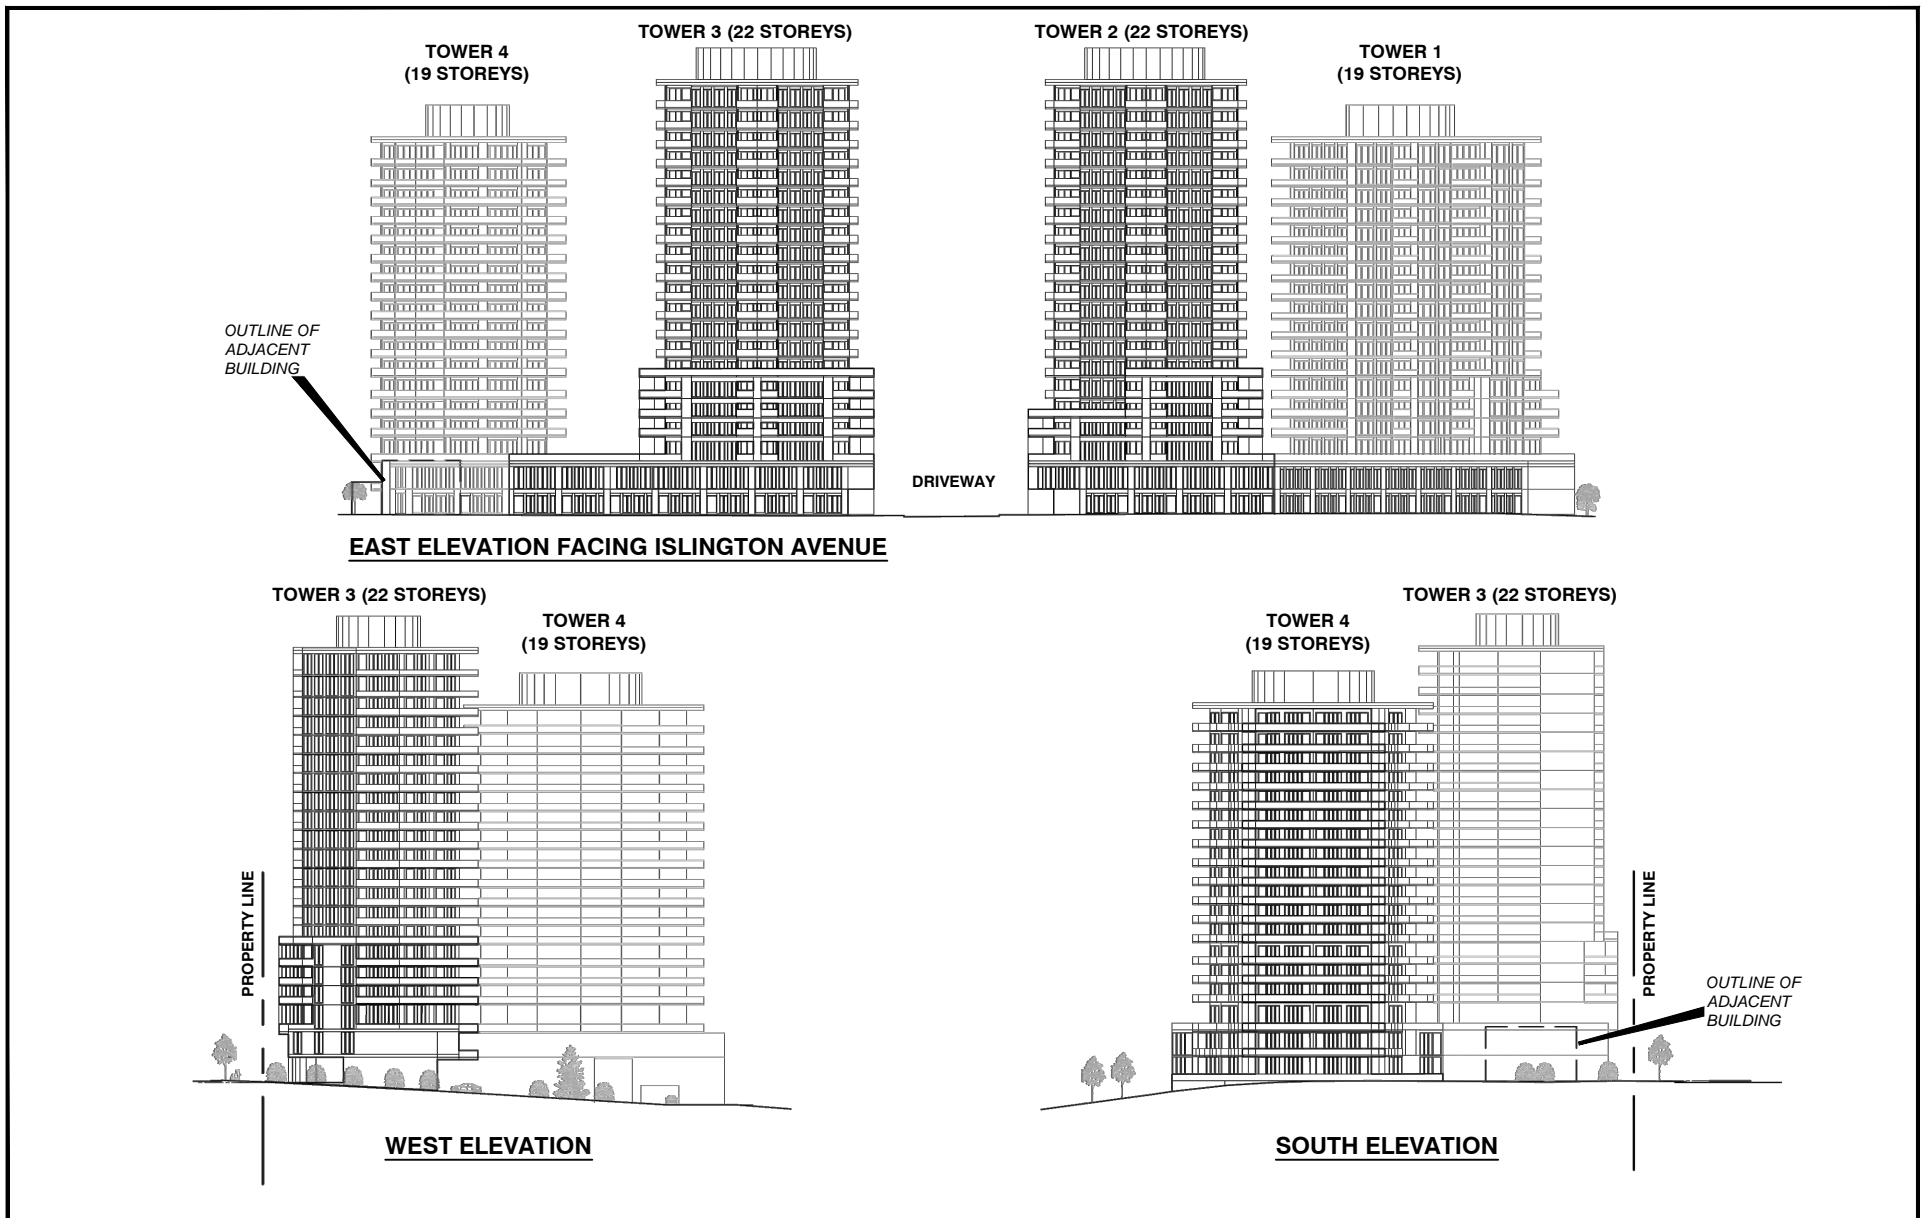 TOWER 4
(19 STOREYS)
TOWER 3 (22 STOREYS)
TOWER 2 (22 STOREYS)
TOWER 1
(19 STOREYS)
OUTLINE OF
ADJACENT
BUILDING
DRIVEWAY
EAST ELEVATION FACING ISLINGTON AVENUE
TOWER 3 (22 STOREYS)
TOWER 4
(19 STOREYS)
PROPERTY LINE
WEST ELEVATION
TOWER 4
(19 STOREYS)
TOWER 3 (22 STOREYS)
PROPERTY LINE
OUTLINE OF
ADJACENT
BUILDING
SOUTH ELEVATION